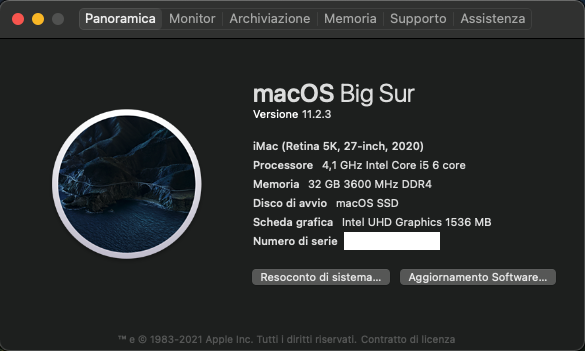 Panoramica Monitor Archiviazione Memoria Supporto Assistenza
macOS Big Sur
Versione 11.2.3
iMac (Retina 5K, 27-inch, 2020)
Processore 4,1 GHz Intel Core i5 6 core
Memoria 32 GB 3600 MHz DDR4
Disco di avvio macOS SSD
Scheda grafica Intel UHD Graphics 1536 MB
Numero di serie
Resoconto di sistema... Aggiornamento Software...
™ e © 1983-2021 Apple Inc. Tutti i diritti riservati. Contratto di licenza